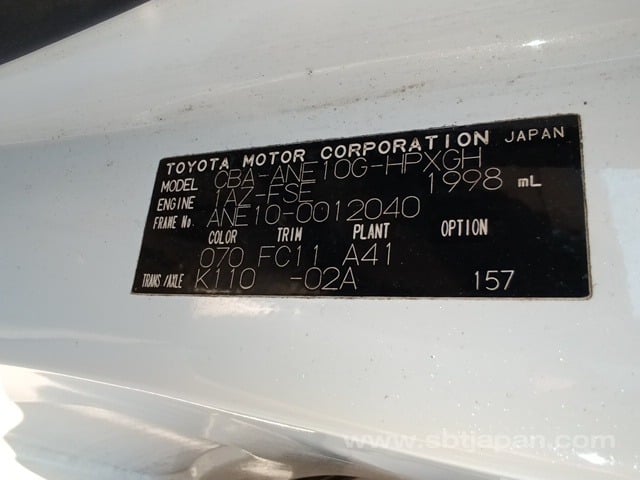 TOYOTA MOTOR CORPORATION JAPAN
MODEL CBA-ANE10G-HPXGH
ENGINE 1AZ-FSE 1998 mL
FRAME No. ANE10-0012040
COLOR TRIM PLANT OPTION
070 FC11 A41
TRANS/AXLE K110 -02A 157
www.sbtjapan.com